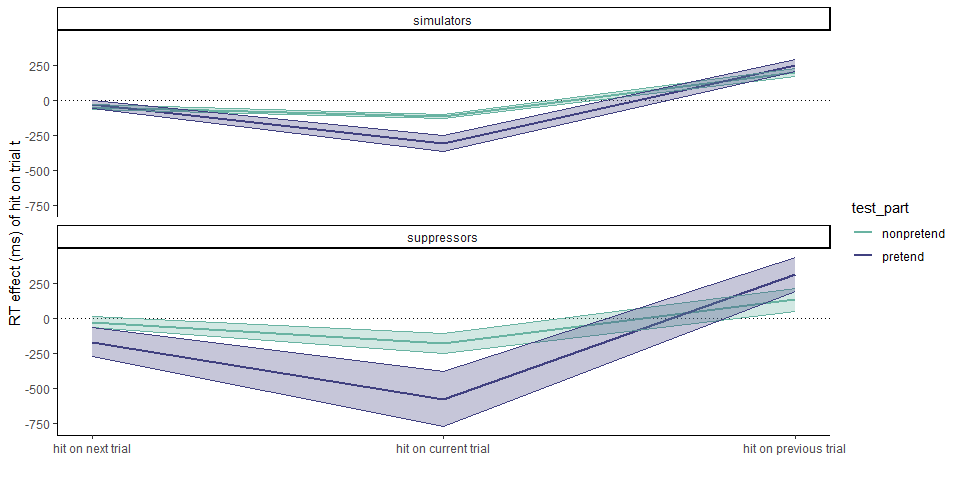 simulators
250
0
-250
-500
-750
suppressors
250
0
-250
-500
-750
RT effect (ms) of hit on trial t
hit on next trial
hit on current trial
hit on previous trial
test_part
nonpretend
pretend